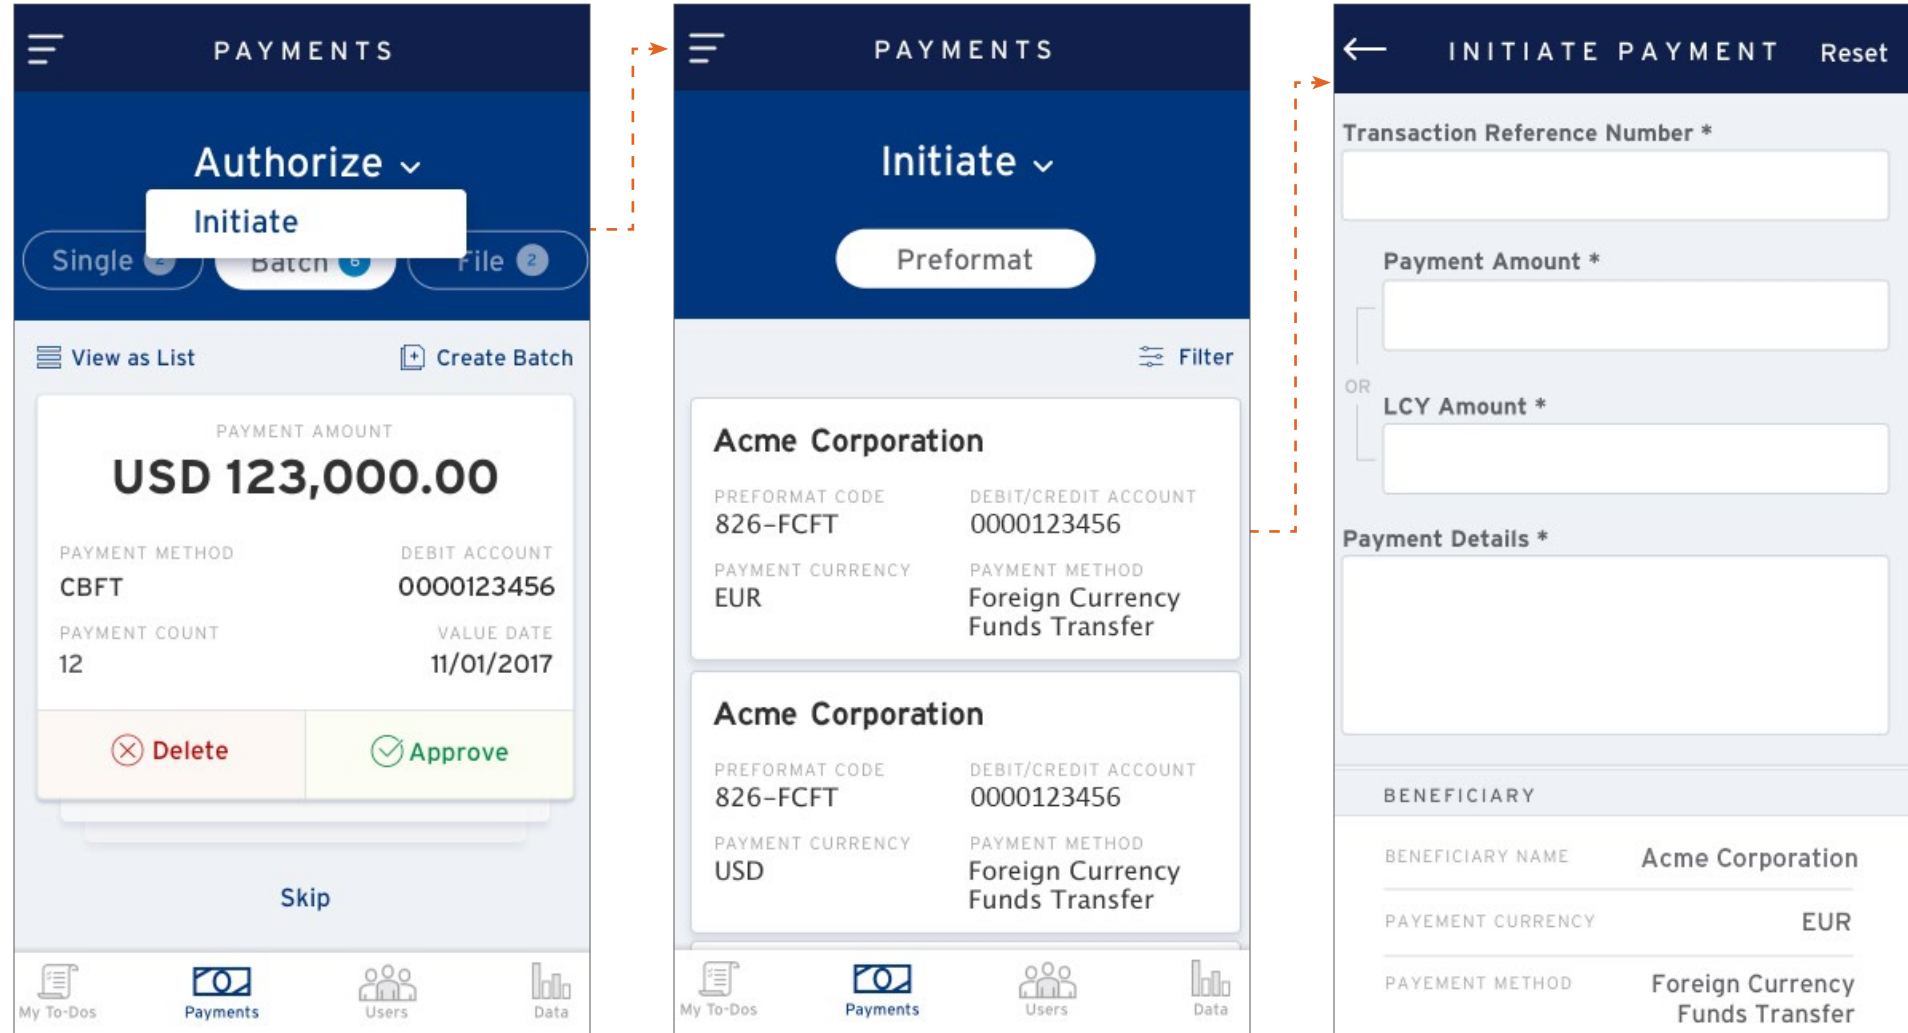 PAYMENTS
Authorize
Initiate
Single 2 Batch 6 File 2
View as List Create Batch
PAYMENT AMOUNT
USD 123,000.00
PAYMENT METHOD DEBIT ACCOUNT
CBFT 0000123456
PAYMENT COUNT VALUE DATE
12 11/01/2017
Delete Approve
Skip
My To-Dos Payments Users Data
PAYMENTS
Initiate
Preformat
Filter
Acme Corporation
PREFORMAT CODE DEBIT/CREDIT ACCOUNT
826-FCFT 0000123456
PAYMENT CURRENCY PAYMENT METHOD
EUR Foreign Currency
Funds Transfer
Acme Corporation
PREFORMAT CODE DEBIT/CREDIT ACCOUNT
826-FCFT 0000123456
PAYMENT CURRENCY PAYMENT METHOD
USD Foreign Currency
Funds Transfer
My To-Dos Payments Users Data
INITIATE PAYMENT Reset
Transaction Reference Number *
Payment Amount *
OR
LCY Amount *
Payment Details *
BENEFICIARY
BENEFICIARY NAME Acme Corporation
PAYEMENT CURRENCY EUR
PAYEMENT METHOD Foreign Currency
Funds Transfer